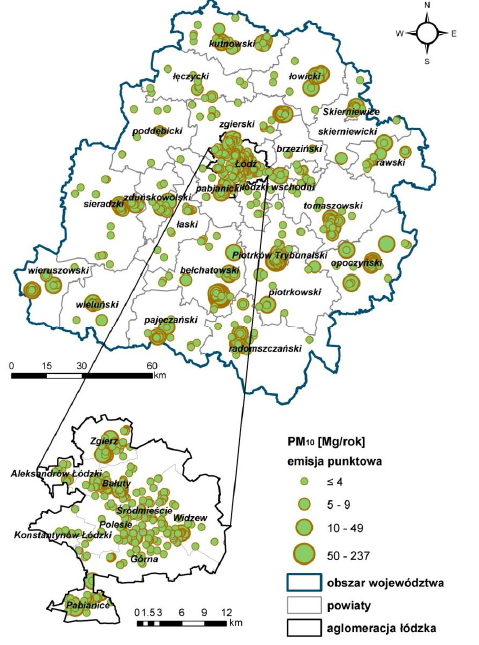 N
W E
S
kutnowski
łęczycki
łowicki
Skierniewice
poddębicki
zgierski
skierniewicki
brzeziński
rawski
Łódź
pabianicki
łódzki wschodni
zduńskowolski
sieradzki
tomaszowski
łaski
Piotrków Trybunalski
wieruszowski
bełchatowski
opoczyński
wieluński
piotrkowski
pajęczański
radomszczański
0 15 30 60
km
Zgierz
Aleksandrów Łódzki
Bałuty
Śródmieście
Polesie
Widzew
Konstantynów Łódzki
Górna
Pabianice
0 1.5 3 6 9 12
km
PM10 [Mg/rok]
emisja punktowa
≤ 4
5 - 9
10 - 49
50 - 237
obszar województwa
powiaty
aglomeracja łódzka